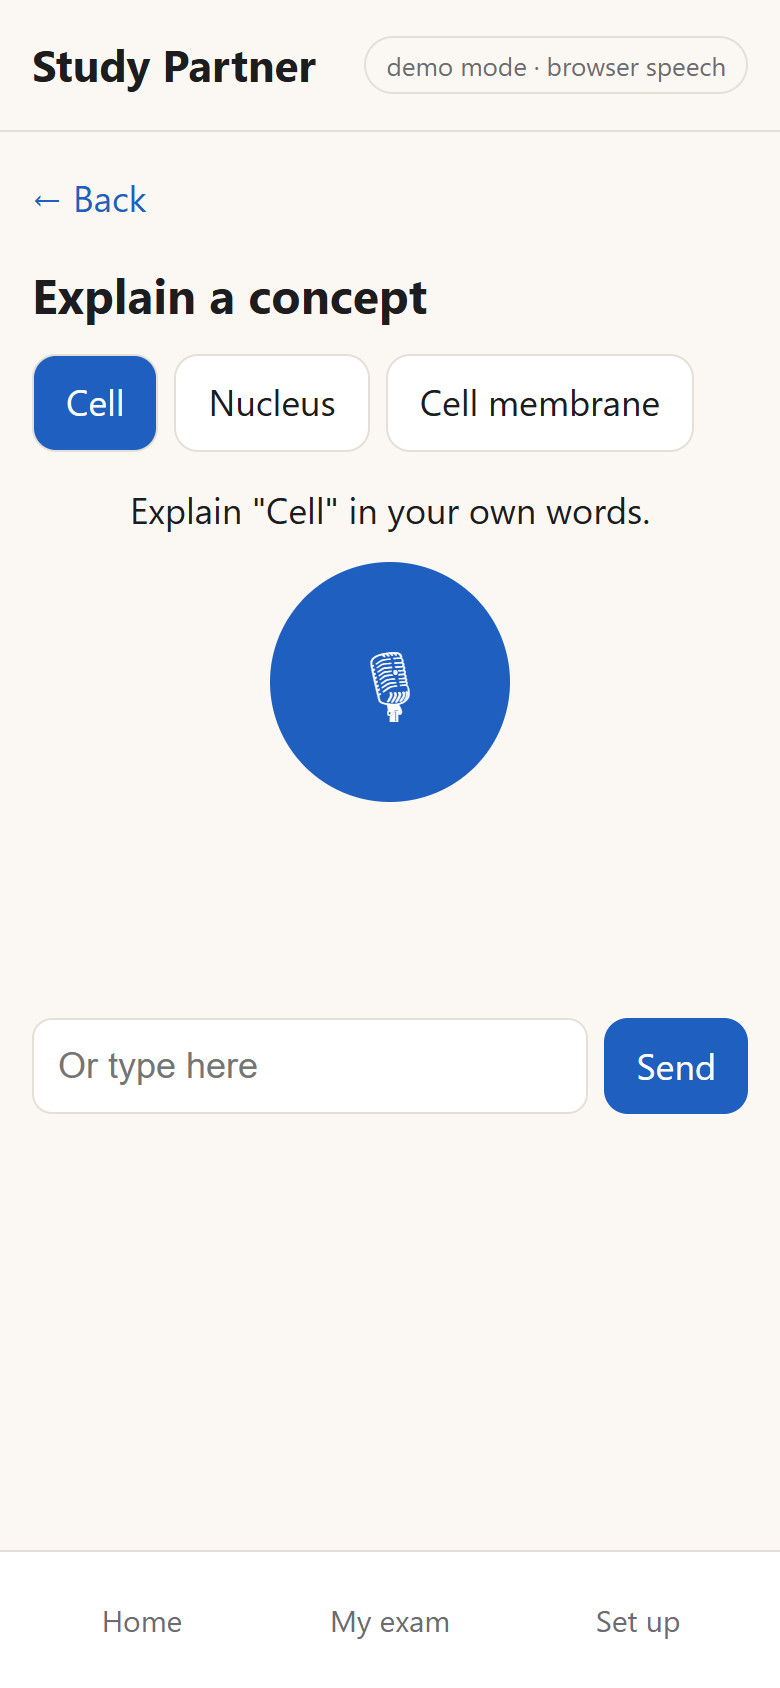 Study Partner
demo mode · browser speech
← Back
Explain a concept
Cell
Nucleus
Cell membrane
Explain "Cell" in your own words.
Or type here
Send
Home
My exam
Set up